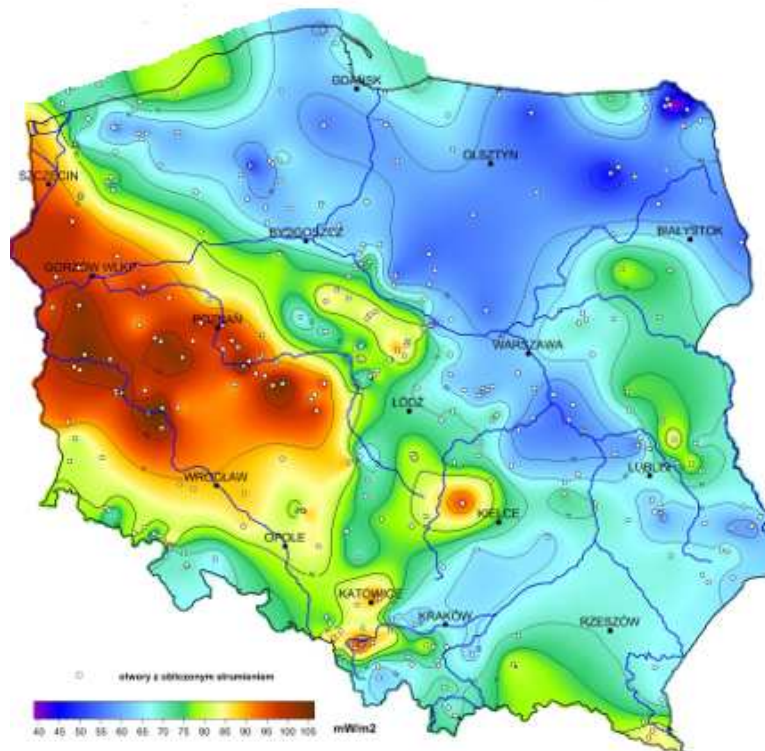 GDAŃSK
OLSZTYN
SZCZECIN
BIAŁYSTOK
BYDGOSZCZ
GORZÓW WLKP
POZNAŃ
WARSZAWA
ŁÓDŹ
LUBLIN
WROCŁAW
KIELCE
OPOLE
KATOWICE
KRAKÓW
RZESZÓW
otwory z obliczonym strumieniem
mW/m2
40 45 50 55 60 65 70 75 80 85 90 95 100 105